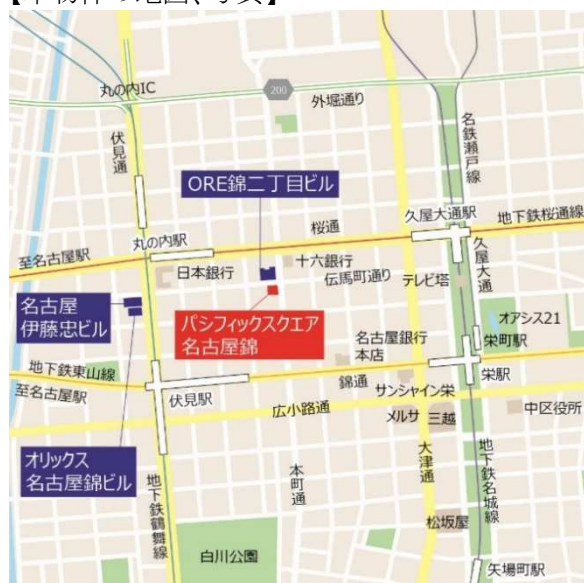 丸の内IC
200
外堀通り
伏見通
名鉄瀬戸線
ORE錦二丁目ビル
久屋大通駅
地下鉄桜通線
桜通
丸の内駅
至名古屋駅
日本銀行
十六銀行
伝馬町通り
テレビ塔
久屋大通
名古屋
伊藤忠ビル
パシフィックスクエア
名古屋錦
オアシス21
栄町駅
名古屋銀行
本店
地下鉄東山線
至名古屋駅
錦通
サンシャイン栄
栄駅
伏見駅
広小路通
メルサ
三越
中区役所
オリックス
名古屋錦ビル
地下鉄鶴舞線
本町通
大津通
地下鉄名城線
松坂屋
白川公園
矢場町駅